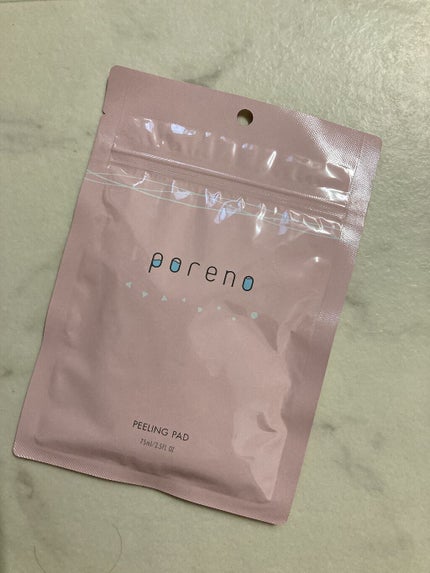 poreno
PEELING PAD
75ml/2.5FL OZ